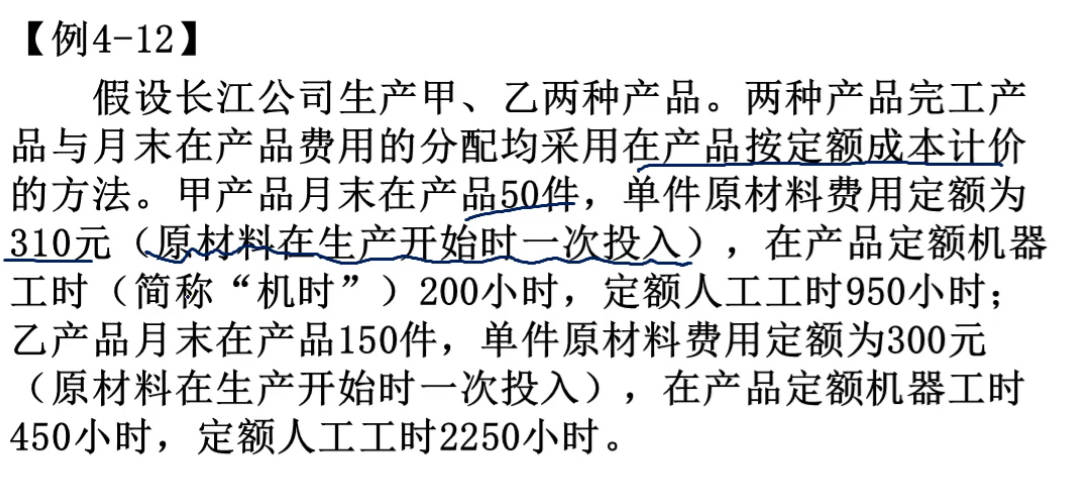 【例4-12】
假设长江公司生产甲、乙两种产品。两种产品完工产
品与月末在产品费用的分配均采用在产品按定额成本计价
的方法。甲产品月末在产品50件，单件原材料费用定额为
310元（原材料在生产开始时一次投入），在产品定额机器
工时（简称“机时”）200小时，定额人工工时950小时；
乙产品月末在产品150件，单件原材料费用定额为300元
（原材料在生产开始时一次投入），在产品定额机器工时
450小时，定额人工工时2250小时。